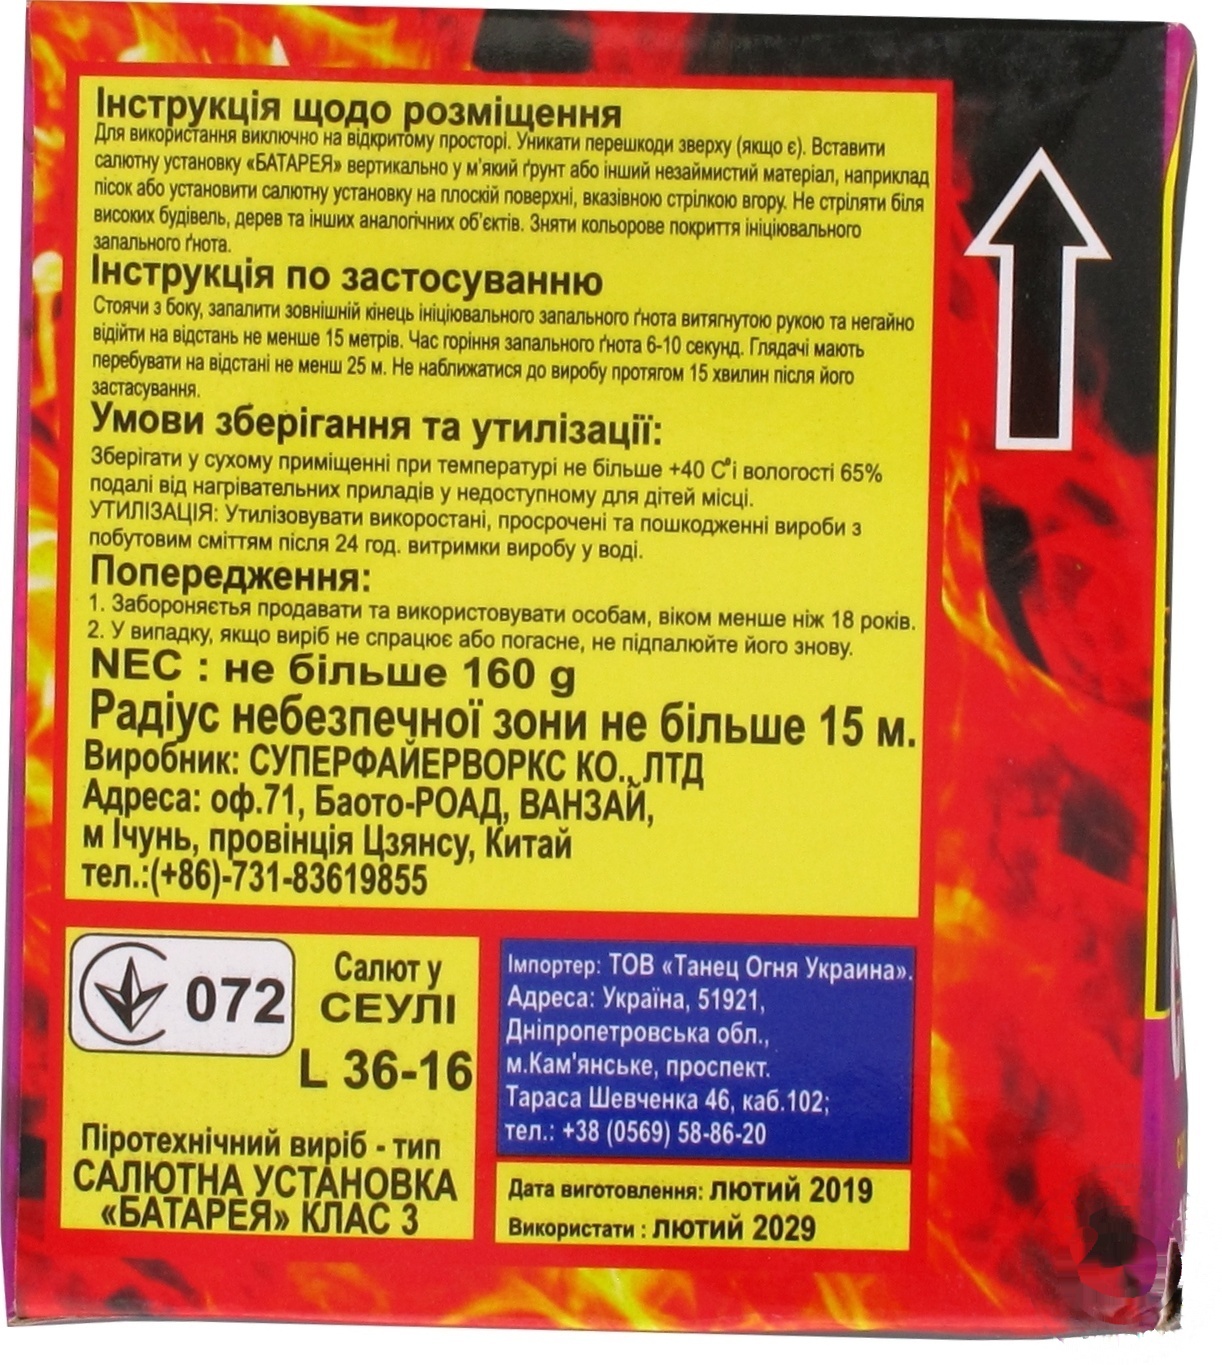 Інструкція щодо розміщення
Для використання виключно на відкритому просторі. Уникати перешкоди зверху (якщо є). Вставити
салютну установку «БАТАРЕЯ» вертикально у м'який ґрунт або інший незаймистий матеріал, наприклад
пісок або установити салютну установку на плоскій поверхні, вказівною стрілкою вгору. Не стріляти біля
високих будівель, дерев та інших аналогічних об'єктів. Зняти кольорове покриття ініціювального
запального ґнота.
Інструкція по застосуванню
Стоячи з боку, запалити зовнішній кінець ініціювального запального ґнота витягнутою рукою та негайно
відійти на відстань не менше 15 метрів. Час горіння запального ґнота 6-10 секунд. Глядачі мають
перебувати на відстані не менш 25 м. Не наближатися до виробу протягом 15 хвилин після його
застасування.
Умови зберігання та утилізації:
Зберігати у сухому приміщенні при температурі не більше +40 С° і вологості 65%
подалі від нагрівательних приладів у недоступному для дітей місці.
УТИЛІЗАЦІЯ: Утилізовувати викоростані, просрочені та пошкодженні вироби з
побутовим сміттям після 24 год. витримки виробу у воді.
Попередження:
1. Забороняєтья продавати та використовувати особам, віком менше ніж 18 років.
2. У випадку, якщо виріб не спрацює або погасне, не підпалюйте його знову.
NEC : не більше 160 g
Радіус небезпечної зони не більше 15 м.
Виробник: СУПЕРФАЙЕРВОРКС КО., ЛТД
Адреса: оф.71, Баото-РОАД, ВАНЗАЙ,
м Ічунь, провінція Цзянсу, Китай
тел.:(+86)-731-83619855
072
Салют у
СЕУЛІ
L 36-16
Піротехнічний виріб - тип
САЛЮТНА УСТАНОВКА
«БАТАРЕЯ» КЛАС 3
Імпортер: ТОВ «Танец Огня Украина».
Адреса: Україна, 51921,
Дніпропетровська обл.,
м.Кам'янське, проспект.
Тараса Шевченка 46, каб.102;
тел.: +38 (0569) 58-86-20
Дата виготовлення: ЛЮТИЙ 2019
Використати : ЛЮТИЙ 2029